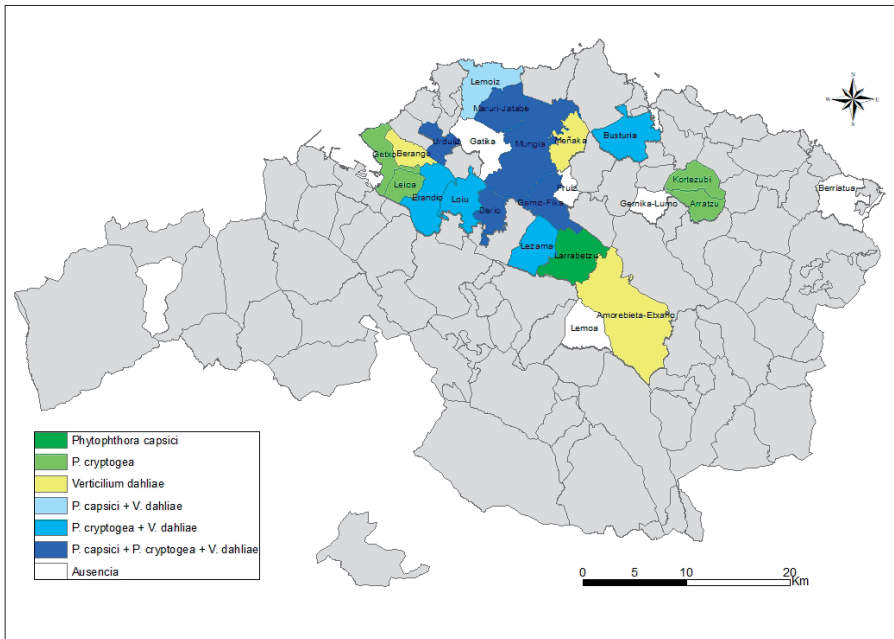 N
W E
S
Lemoiz
Maruri-Jatabe
Urduliz
Gatika
Mungia
Meñaka
Busturia
Getxo
Beranga
Leioa
Erandio
Loiu
Derio
Fruiz
Gamiz-Fika
Kortezubi
Gernika-Lumo
Arratzu
Berriatua
Lezama
Larrabetzu
Amorebieta-Etxano
Lemoa
Phytophthora capsici
P. cryptogea
Verticilium dahliae
P. capsici + V. dahliae
P. cryptogea + V. dahliae
P. capsici + P. cryptogea + V. dahliae
Ausencia
0 5 10 20
Km